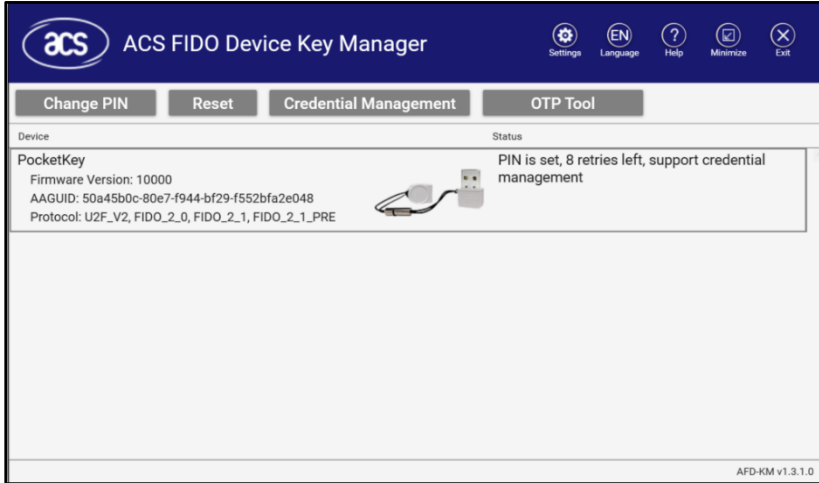 acs
ACS FIDO Device Key Manager
Settings
EN
Language
?
Help
Minimize
Exit
Change PIN
Reset
Credential Management
OTP Tool
Device
Status
PocketKey
Firmware Version: 10000
AAGUID: 50a45b0c-80e7-f944-bf29-f552bfa2e048
Protocol: U2F_V2, FIDO_2_0, FIDO_2_1, FIDO_2_1_PRE
PIN is set, 8 retries left, support credential
management
AFD-KM v1.3.1.0